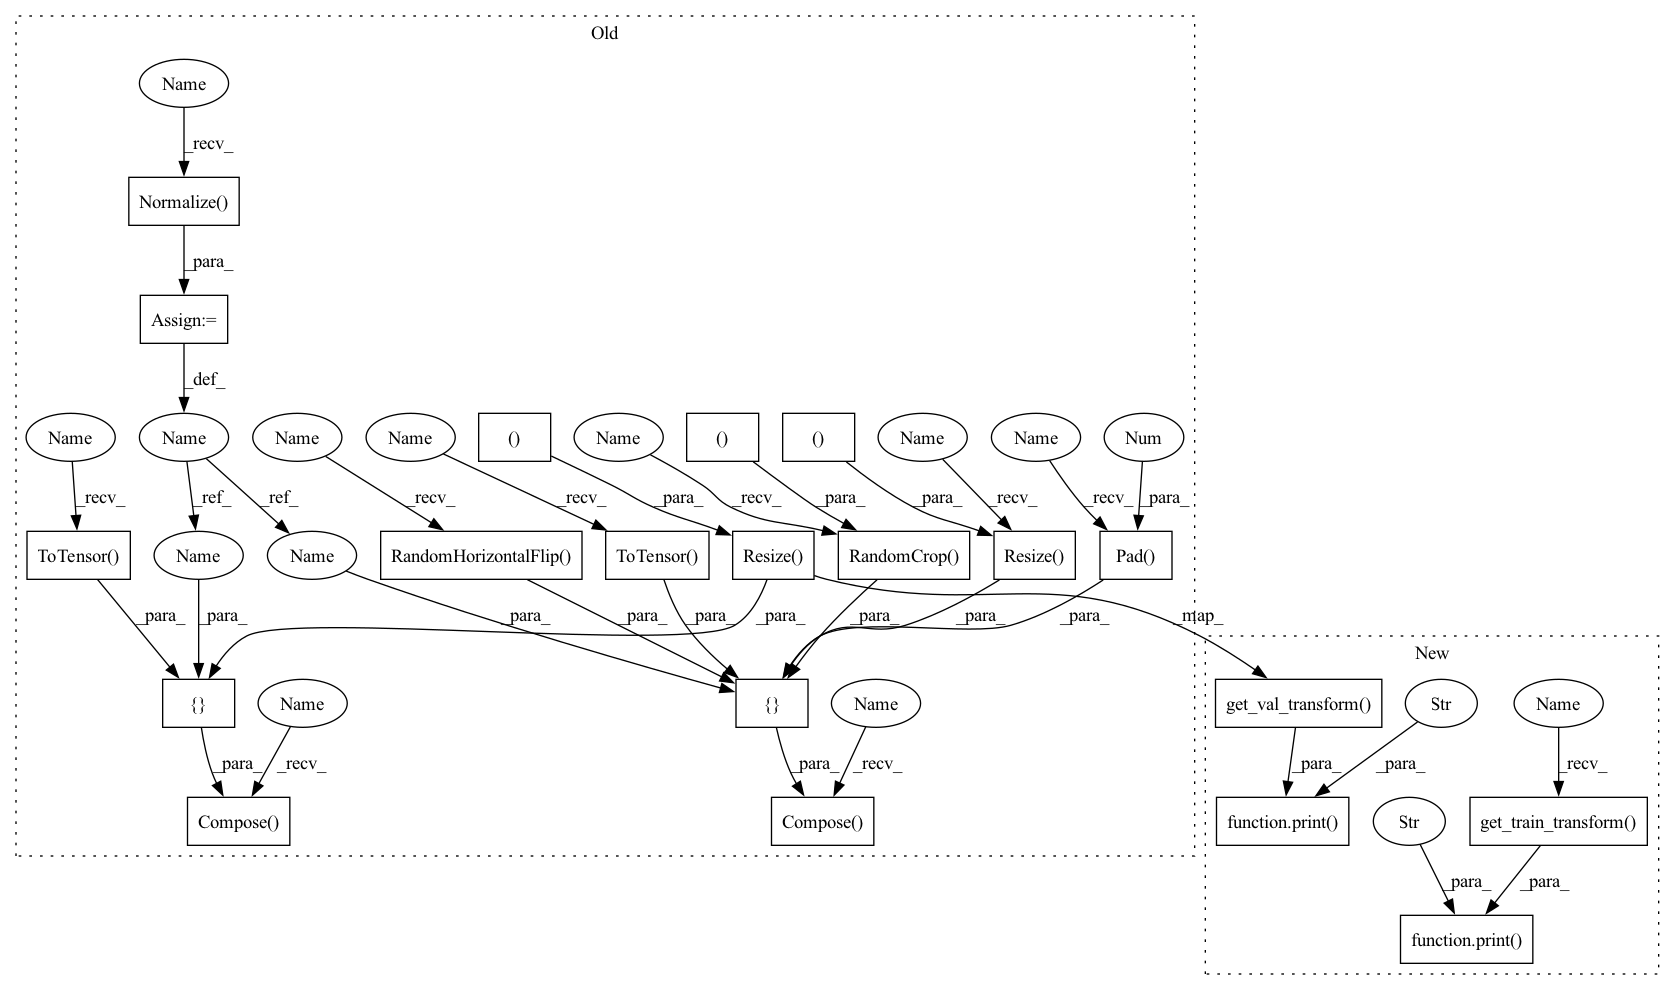 Old
Name
_recv_
Normalize()
_para_
Assign:=
_def_
Name Name Name Name () Name () () Name Name Num
_recv_ _ref_ _ref_ _recv_ _recv_ _para _recv_ _para_ _para_ _recv_ _recv_ _para_
ToTensor() Name Name RandomHorizontalFlip() ToTensor() Resize() RandomCrop() Resize() Pad()
_para_ _para_ _para_ _para_ _para_ _para_ _para_ _para_ _para_ _map_
New
{} Name {} Name get_val_transform() Str Name
_para_ _recv_ _para_ _recv_ _para_ _para_ _recv_
Compose() Compose() function.print() Str get_train_transform()
_para_ _para_
function.print()